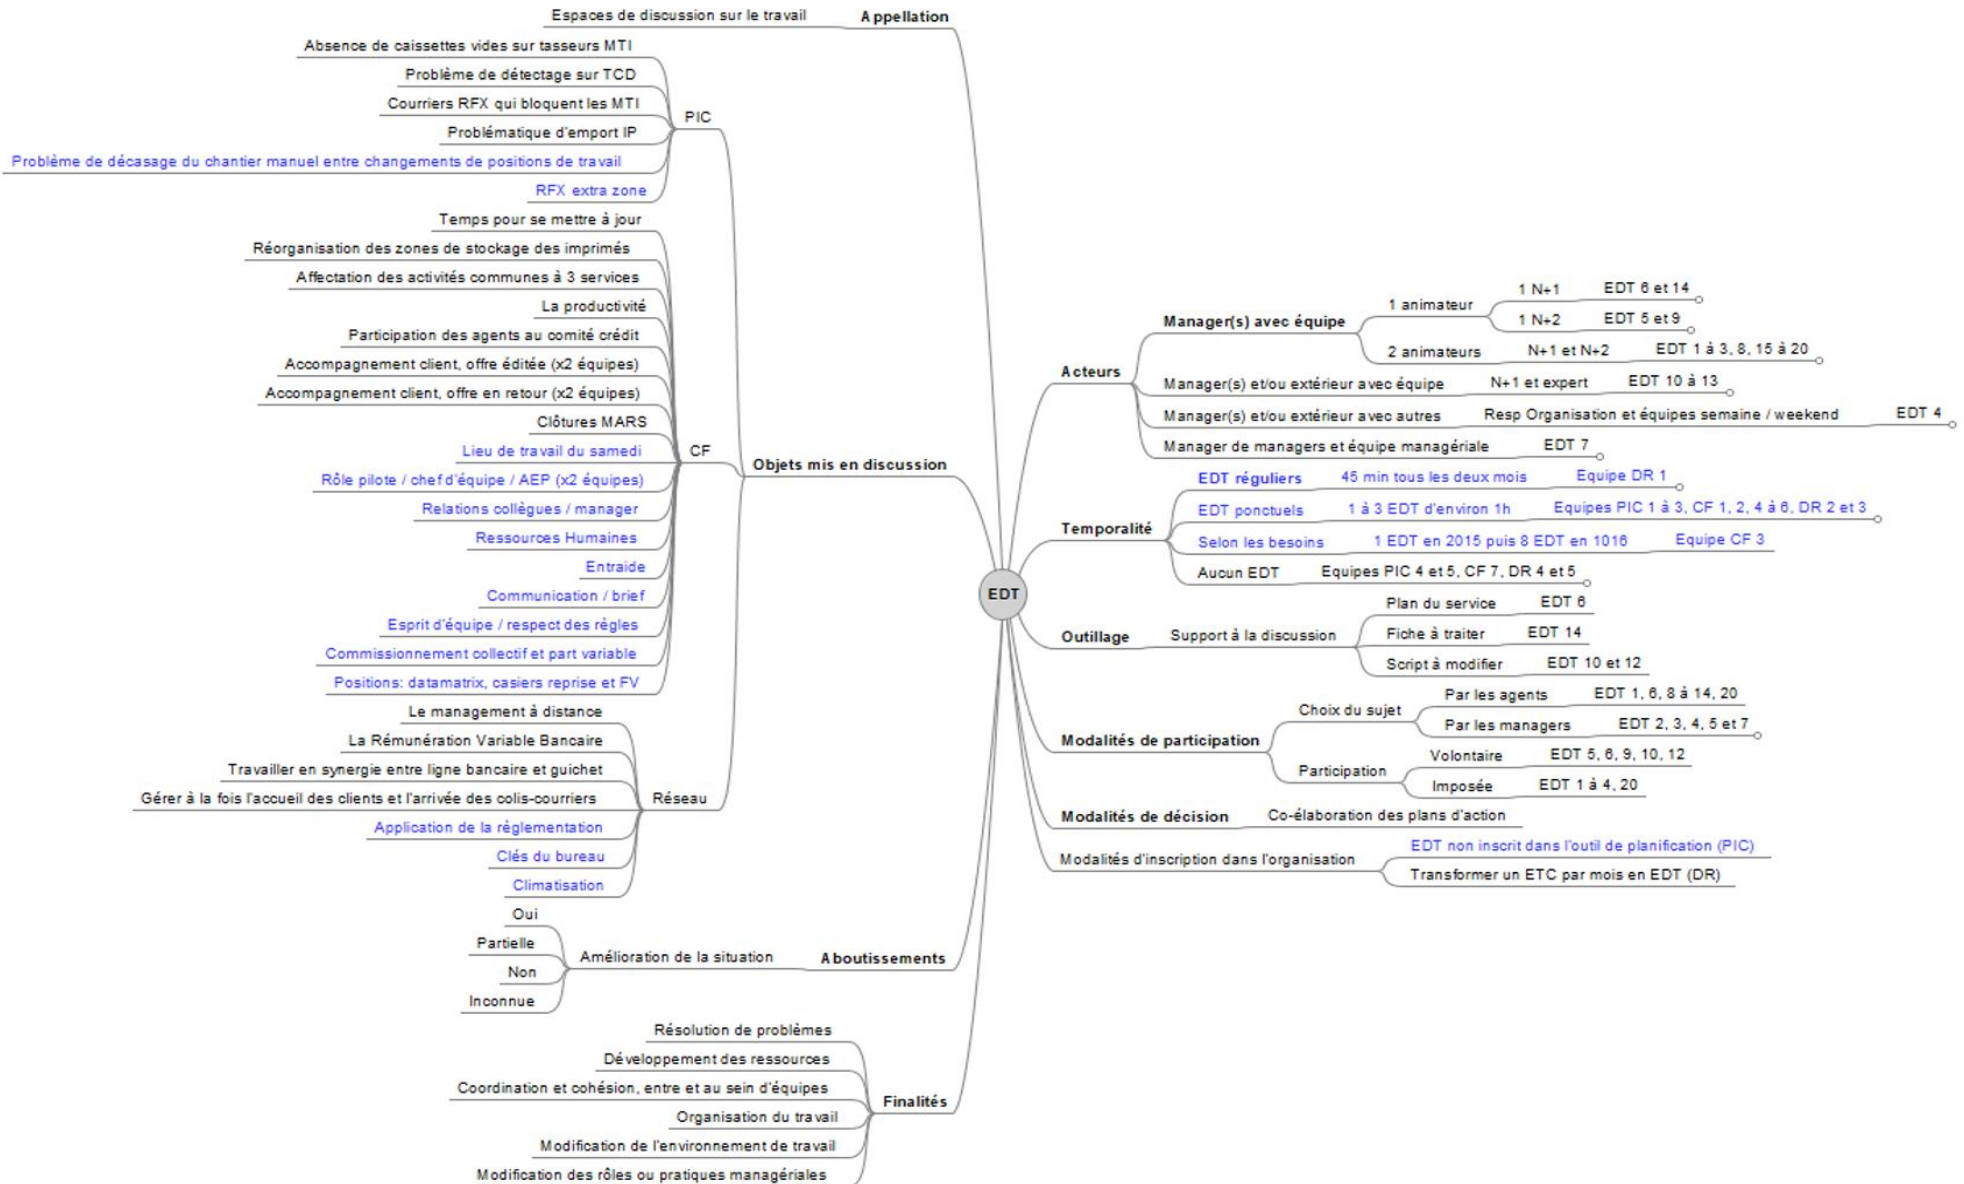 Appellation
Espaces de discussion sur le travail
Objets mis en discussion
PIC
Absence de caissettes vides sur tasseurs MTI
Problème de détectage sur TCD
Courriers RFX qui bloquent les MTI
Problématique d'emport IP
Problème de décasage du chantier manuel entre changements de positions de travail
RFX extra zone
CF
Temps pour se mettre à jour
Réorganisation des zones de stockage des imprimés
Affectation des activités communes à 3 services
La productivité
Participation des agents au comité crédit
Accompagnement client, offre éditée (x2 équipes)
Accompagnement client, offre en retour (x2 équipes)
Clôtures MARS
Lieu de travail du samedi
Rôle pilote / chef d'équipe / AEP (x2 équipes)
Relations collègues / manager
Ressources Humaines
Entraide
Communication / brief
Esprit d'équipe / respect des règles
Commissionnement collectif et part variable
Positions: datamatrix, casiers reprise et FV
Réseau
Le management à distance
La Rémunération Variable Bancaire
Travailler en synergie entre ligne bancaire et guichet
Gérer à la fois l'accueil des clients et l'arrivée des colis-courriers
Application de la règlementation
Clés du bureau
Climatisation
Aboutissements
Amélioration de la situation
Oui
Partielle
Non
Inconnue
Finalités
Résolution de problèmes
Développement des ressources
Coordination et cohésion, entre et au sein d'équipes
Organisation du travail
Modification de l'environnement de travail
Modification des rôles ou pratiques managériales
EDT
Acteurs
Manager(s) avec équipe
1 animateur
1 N+1
EDT 6 et 14
1 N+2
EDT 5 et 9
2 animateurs
N+1 et N+2
EDT 1 à 3, 8, 15 à 20
Manager(s) et/ou extérieur avec équipe
N+1 et expert
EDT 10 à 13
Manager(s) et/ou extérieur avec autres
Resp Organisation et équipes semaine / weekend
EDT 4
Manager de managers et équipe managériale
EDT 7
Temporalité
EDT réguliers
45 min tous les deux mois
Equipe DR 1
EDT ponctuels
1 à 3 EDT d'environ 1h
Equipes PIC 1 à 3, CF 1, 2, 4 à 6, DR 2 et 3
Selon les besoins
1 EDT en 2015 puis 8 EDT en 1016
Equipe CF 3
Aucun EDT
Equipes PIC 4 et 5, CF 7, DR 4 et 5
Outillage
Support à la discussion
Plan du service
EDT 6
Fiche à traiter
EDT 14
Script à modifier
EDT 10 et 12
Modalités de participation
Choix du sujet
Par les agents
EDT 1, 6, 8 à 14, 20
Par les managers
EDT 2, 3, 4, 5 et 7
Participation
Volontaire
EDT 5, 6, 9, 10, 12
Imposée
EDT 1 à 4, 20
Modalités de décision
Co-élaboration des plans d'action
Modalités d'inscription dans l'organisation
EDT non inscrit dans l'outil de planification (PIC)
Transformer un ETC par mois en EDT (DR)